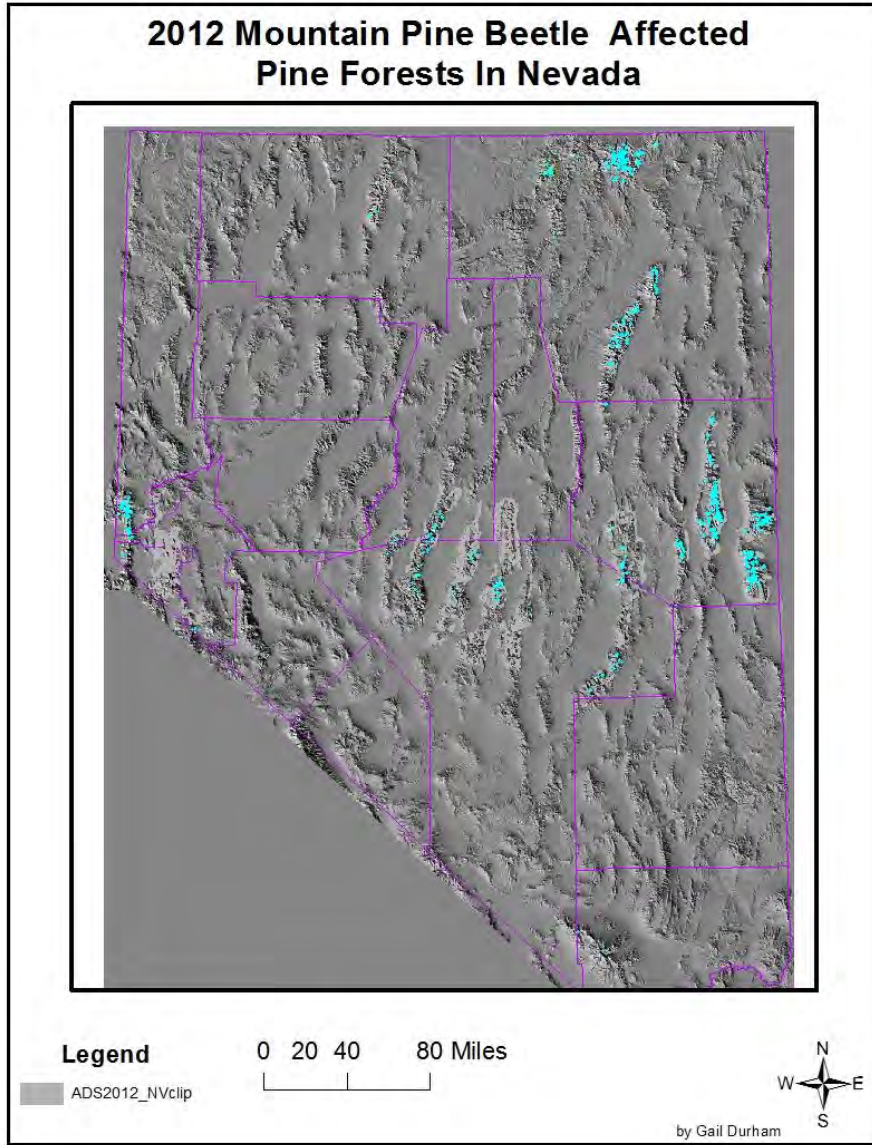 2012 Mountain Pine Beetle Affected
Pine Forests In Nevada
Legend
ADS2012_NVclip
0 20 40 80 Miles
N
W E
S
by Gail Durham